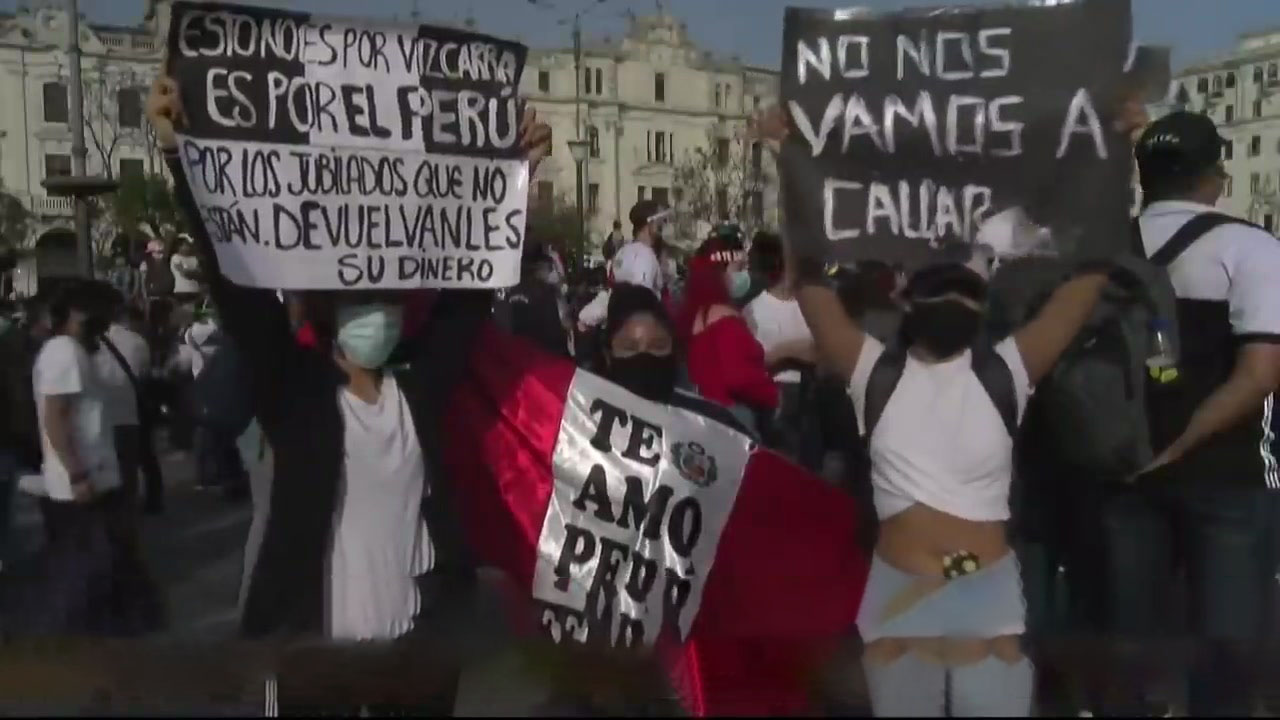 ESTO NO ES POR VIZCARRA
ES POR EL PERÚ
POR LOS JUBILADOS QUE NO
ESTÁN. DEVUELVANLES
SU DINERO
NO NOS
VAMOS A
CALLAR
TE
AMO
PERÚ